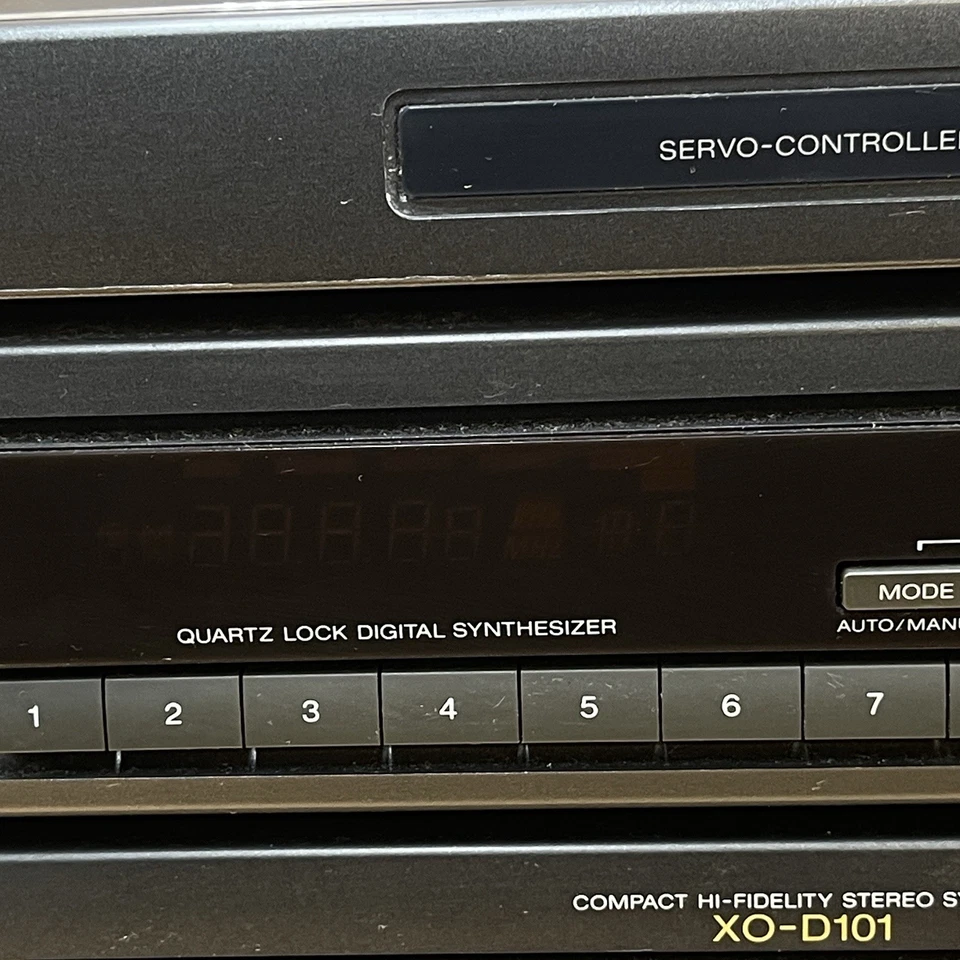 SERVO-CONTROLLE
QUARTZ LOCK DIGITAL SYNTHESIZER
MODE
AUTO/MANU
1 2 3 4 5 6 7
COMPACT HI-FIDELITY STEREO S
XO-D101